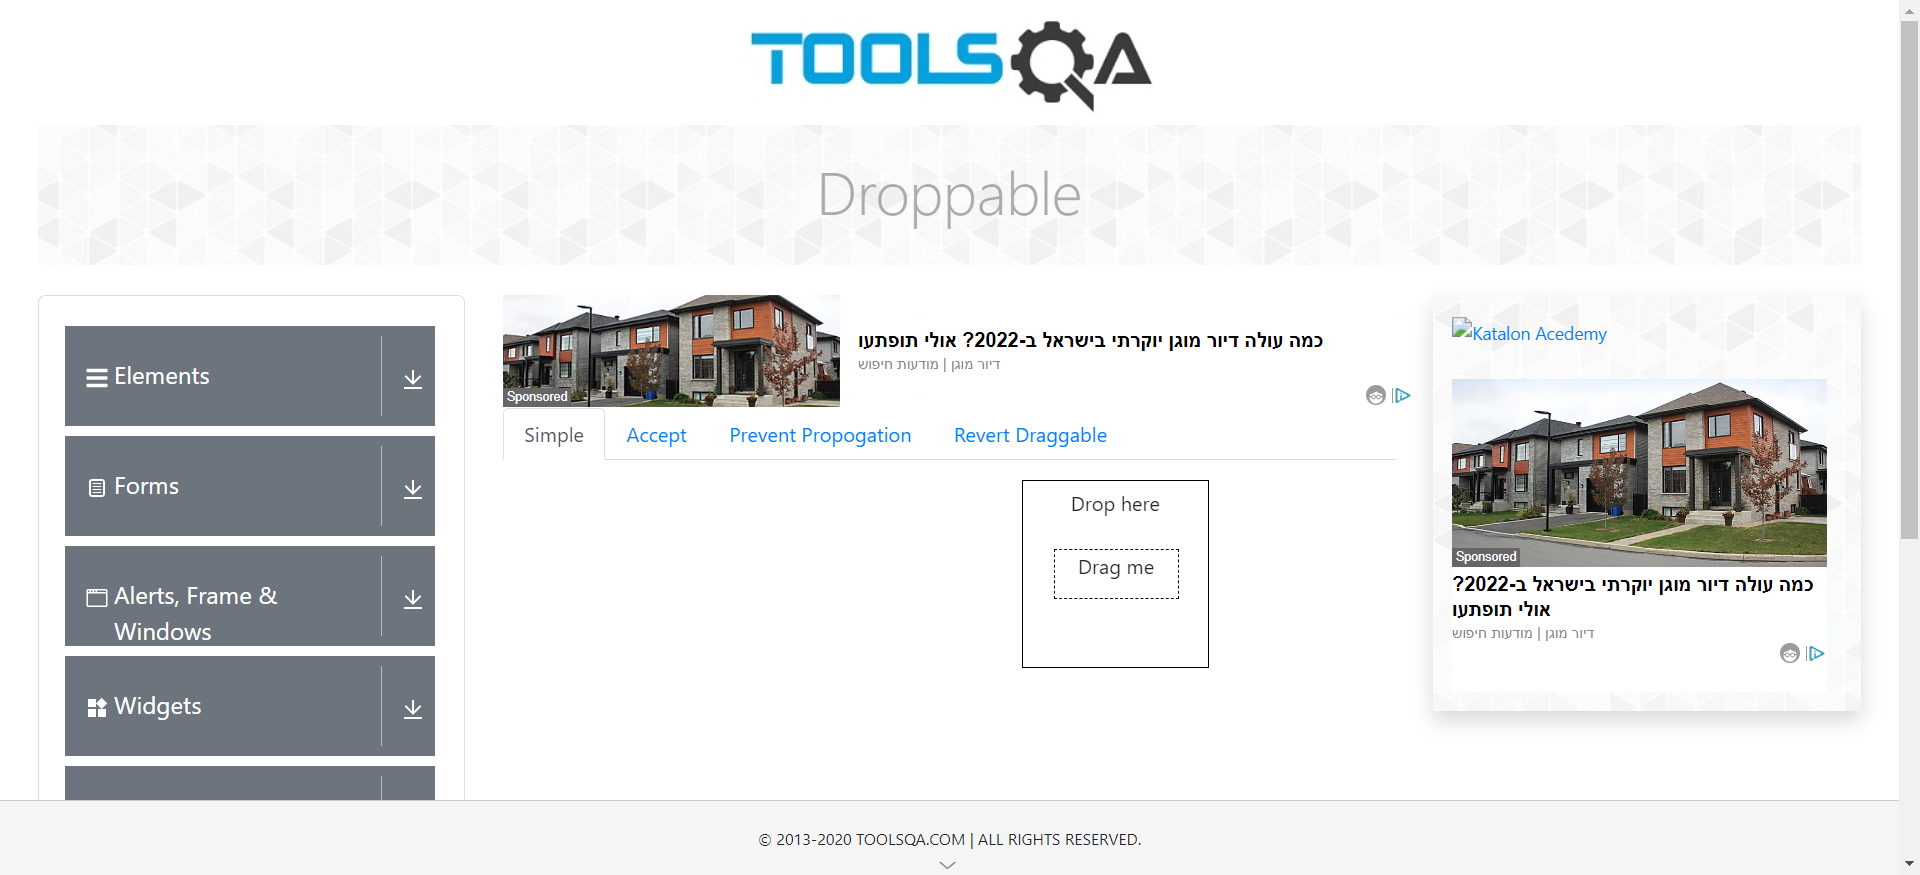 TOOLSQA
Droppable
Elements
Forms
Alerts, Frame &
Windows
Widgets
כמה עולה דיור מוגן יוקרתי בישראל ב-2022? אולי תופתעו
דיור מוגן | מודעות חיפוש
Sponsored
Simple
Accept
Prevent Propogation
Revert Draggable
Drop here
Drag me
Katalon Acedemy
Sponsored
כמה עולה דיור מוגן יוקרתי בישראל ב-2022?
אולי תופתעו
דיור מוגן | מודעות חיפוש
© 2013-2020 TOOLSQA.COM | ALL RIGHTS RESERVED.